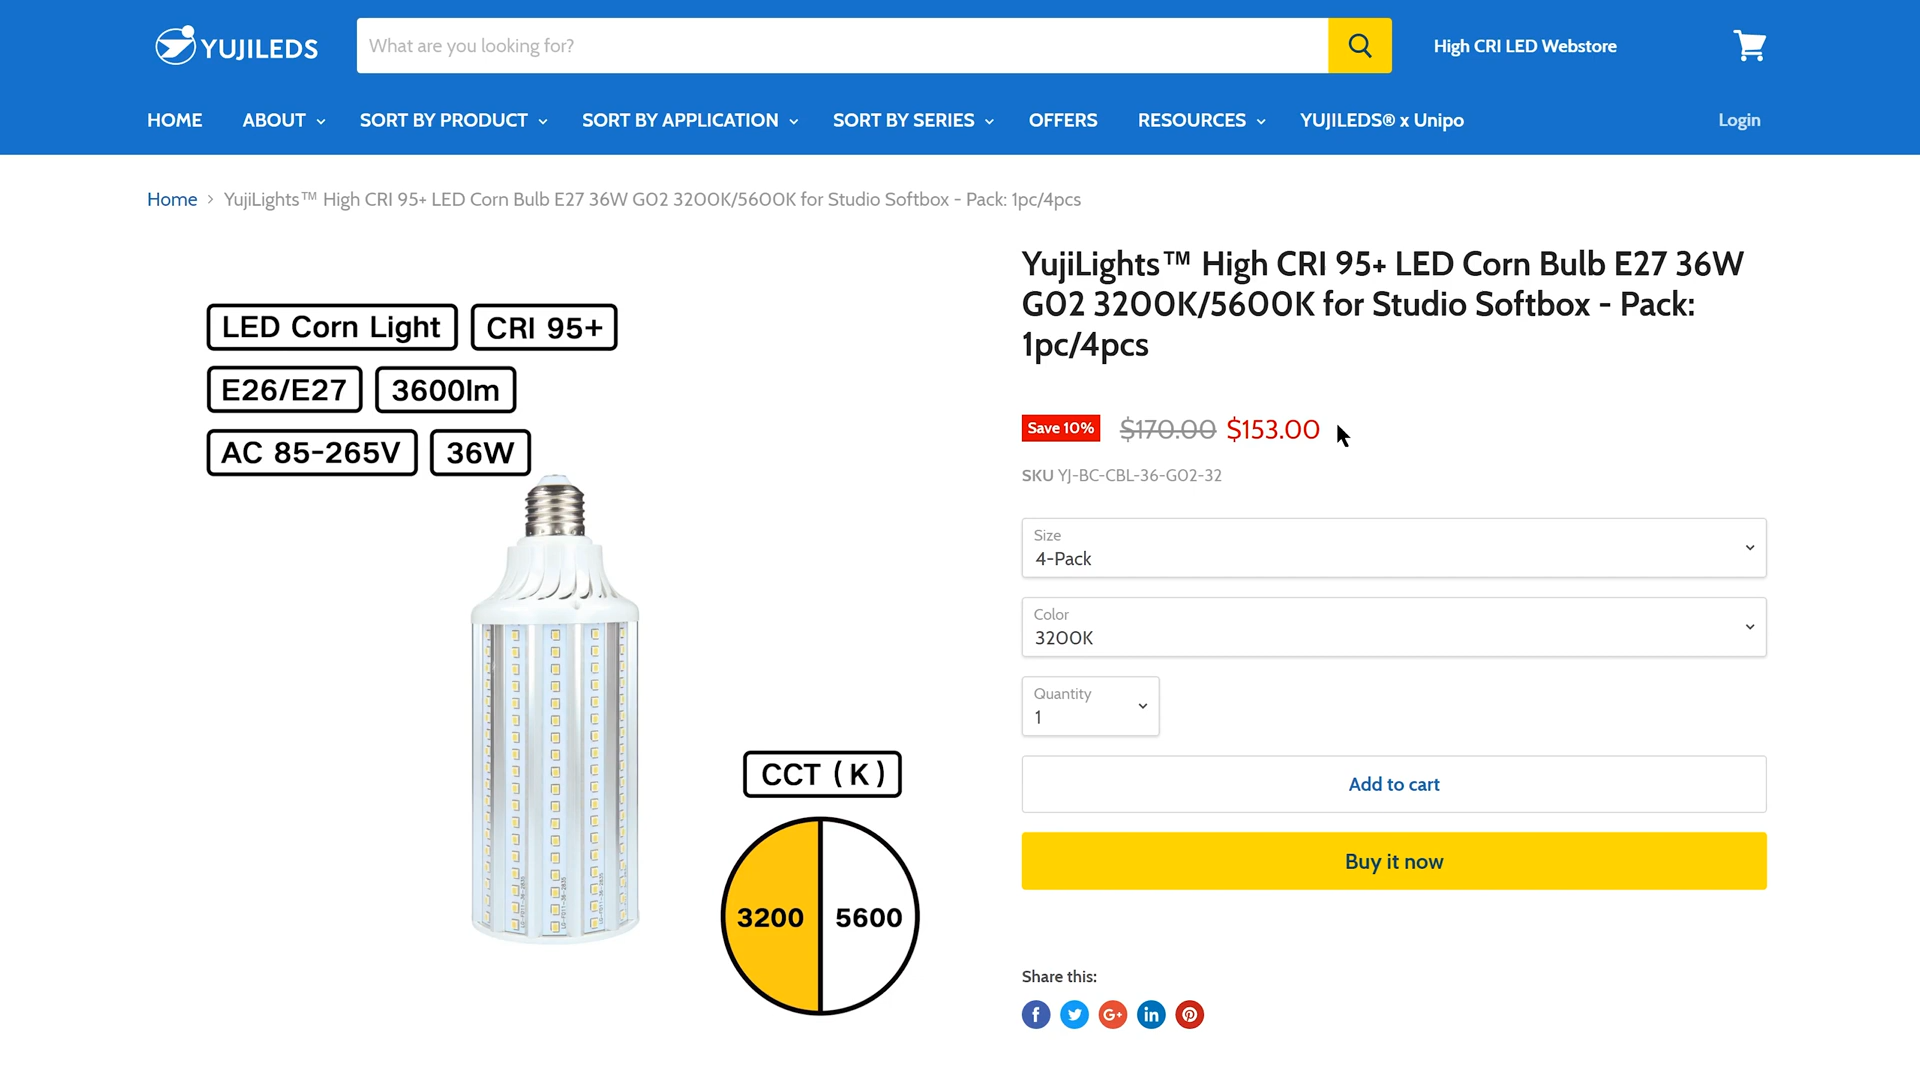 YUJILEDS
What are you looking for?
High CRI LED Webstore
HOME
ABOUT
SORT BY PRODUCT
SORT BY APPLICATION
SORT BY SERIES
OFFERS
RESOURCES
YUJILEDS® x Unipo
Login
Home > YujiLights™ High CRI 95+ LED Corn Bulb E27 36W G02 3200K/5600K for Studio Softbox - Pack: 1pc/4pcs
LED Corn Light
CRI 95+
E26/E27
3600lm
AC 85-265V
36W
CCT (K)
3200
5600
YujiLights™ High CRI 95+ LED Corn Bulb E27 36W
G02 3200K/5600K for Studio Softbox - Pack:
1pc/4pcs
Save 10%
$170.00
$153.00
SKU YJ-BC-CBL-36-G02-32
Size
4-Pack
Color
3200K
Quantity
1
Add to cart
Buy it now
Share this: